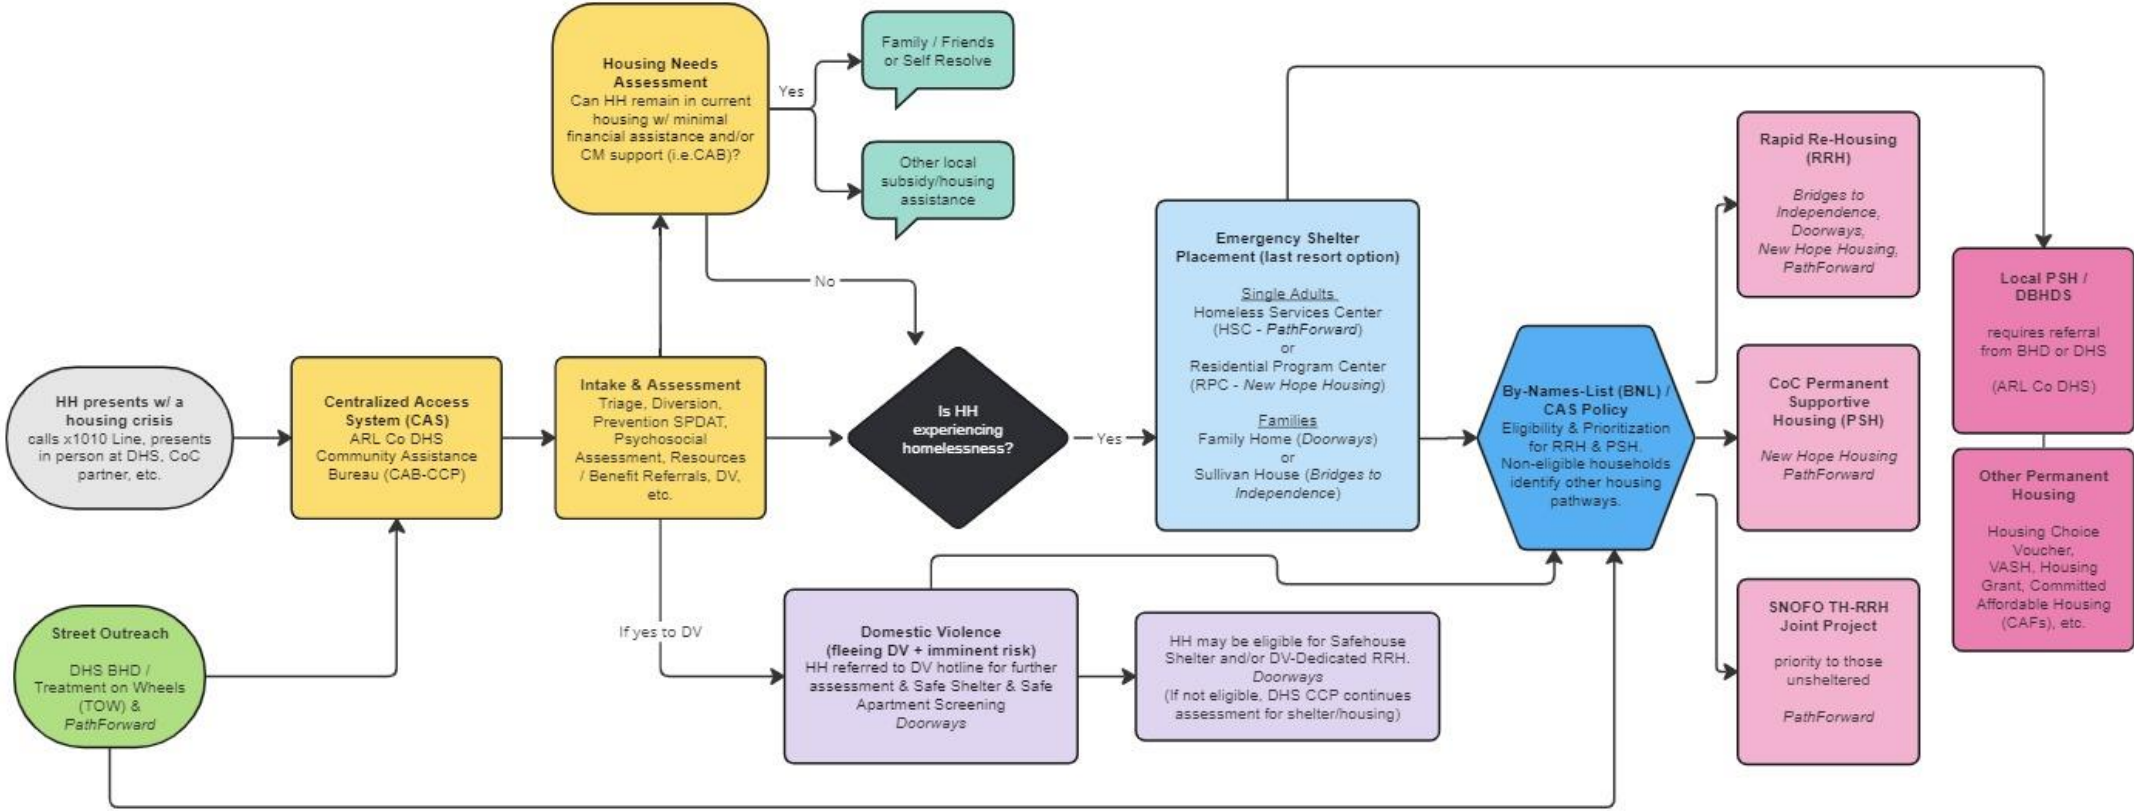 HH presents w/ a
housing crisis
calls x1010 Line, presents
in person at DHS, CoC
partner, etc.
Street Outreach
DHS BHD /
Treatment on Wheels
(TOW) &
PathForward
Centralized Access
System (CAS)
ARL Co DHS
Community Assistance
Bureau (CAB-CCP)
Intake & Assessment
Triage, Diversion,
Prevention SPDAT,
Psychosocial
Assessment, Resources
/ Benefit Referrals, DV,
etc.
Housing Needs
Assessment
Can HH remain in current
housing w/ minimal
financial assistance and/or
CM support (i.e.CAB)?
Yes
Family / Friends
or Self Resolve
Other local
subsidy/housing
assistance
No
Is HH
experiencing
homelessness?
Yes
If yes to DV
Domestic Violence
(fleeing DV + imminent risk)
HH referred to DV hotline for further
assessment & Safe Shelter & Safe
Apartment Screening
Doorways
HH may be eligible for Safehouse
Shelter and/or DV-Dedicated RRH.
Doorways
(If not eligible, DHS CCP continues
assessment for shelter/housing)
Emergency Shelter
Placement (last resort option)
Single Adults
Homeless Services Center
(HSC - PathForward)
or
Residential Program Center
(RPC - New Hope Housing)
Families
Family Home (Doorways)
or
Sullivan House (Bridges to
Independence)
By-Names-List (BNL) /
CAS Policy
Eligibility & Prioritization
for RRH & PSH.
Non-eligible households
identify other housing
pathways.
Rapid Re-Housing
(RRH)
Bridges to
Independence,
Doorways,
New Hope Housing,
PathForward
CoC Permanent
Supportive
Housing (PSH)
New Hope Housing
PathForward
SNOFO TH-RRH
Joint Project
priority to those
unsheltered
PathForward
Local PSH /
DBHDS
requires referral
from BHD or DHS
(ARL Co DHS)
Other Permanent
Housing
Housing Choice
Voucher,
VASH, Housing
Grant, Committed
Affordable Housing
(CAFs), etc.